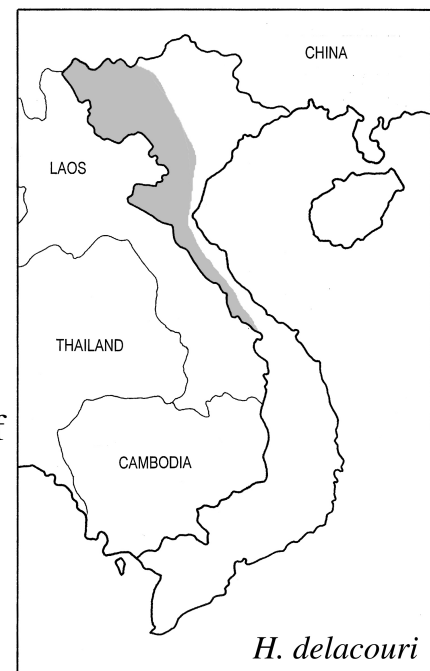 CHINA
LAOS
THAILAND
f
CAMBODIA
H. delacouri